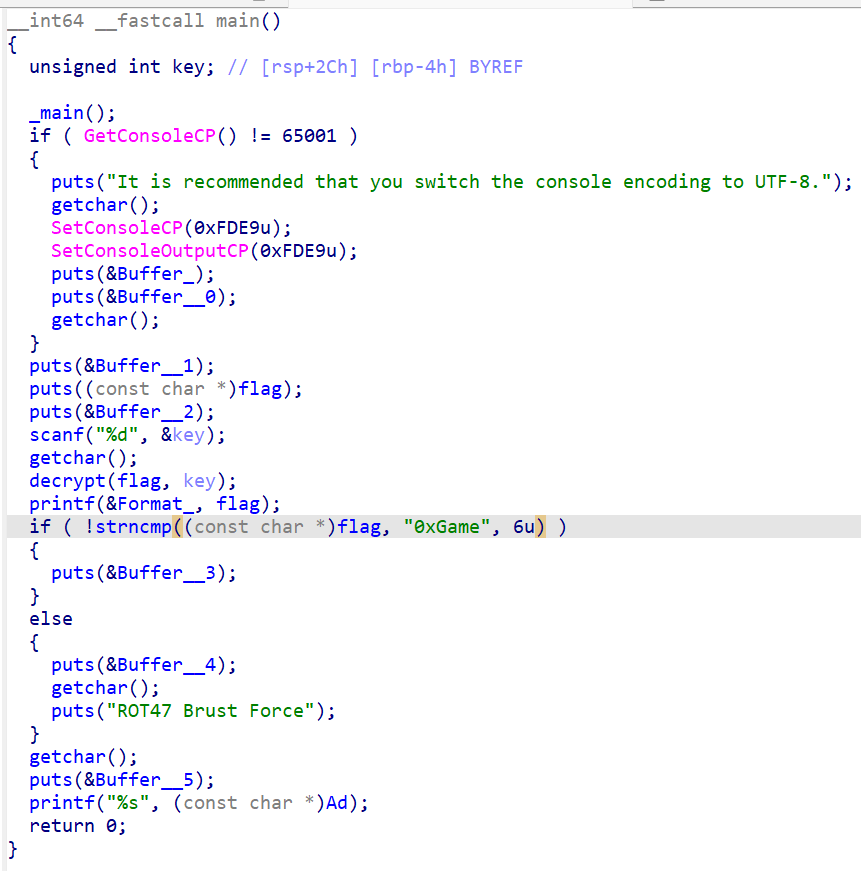 __int64 __fastcall main()
{
  unsigned int key; // [rsp+2Ch] [rbp-4h] BYREF

  _main();
  if ( GetConsoleCP() != 65001 )
  {
    puts("It is recommended that you switch the console encoding to UTF-8.");
    getchar();
    SetConsoleCP(0xFDE9u);
    SetConsoleOutputCP(0xFDE9u);
    puts(&Buffer_);
    puts(&Buffer__0);
    getchar();
  }
  puts(&Buffer__1);
  puts((const char *)flag);
  puts(&Buffer__2);
  scanf("%d", &key);
  getchar();
  decrypt(flag, key);
  printf(&Format_, flag);
  if ( !strncmp((const char *)flag, "0xGame", 6u) )
  {
    puts(&Buffer__3);
  }
  else
  {
    puts(&Buffer__4);
    getchar();
    puts("ROT47 Brust Force");
  }
  getchar();
  puts(&Buffer__5);
  printf("%s", (const char *)Ad);
  return 0;
}